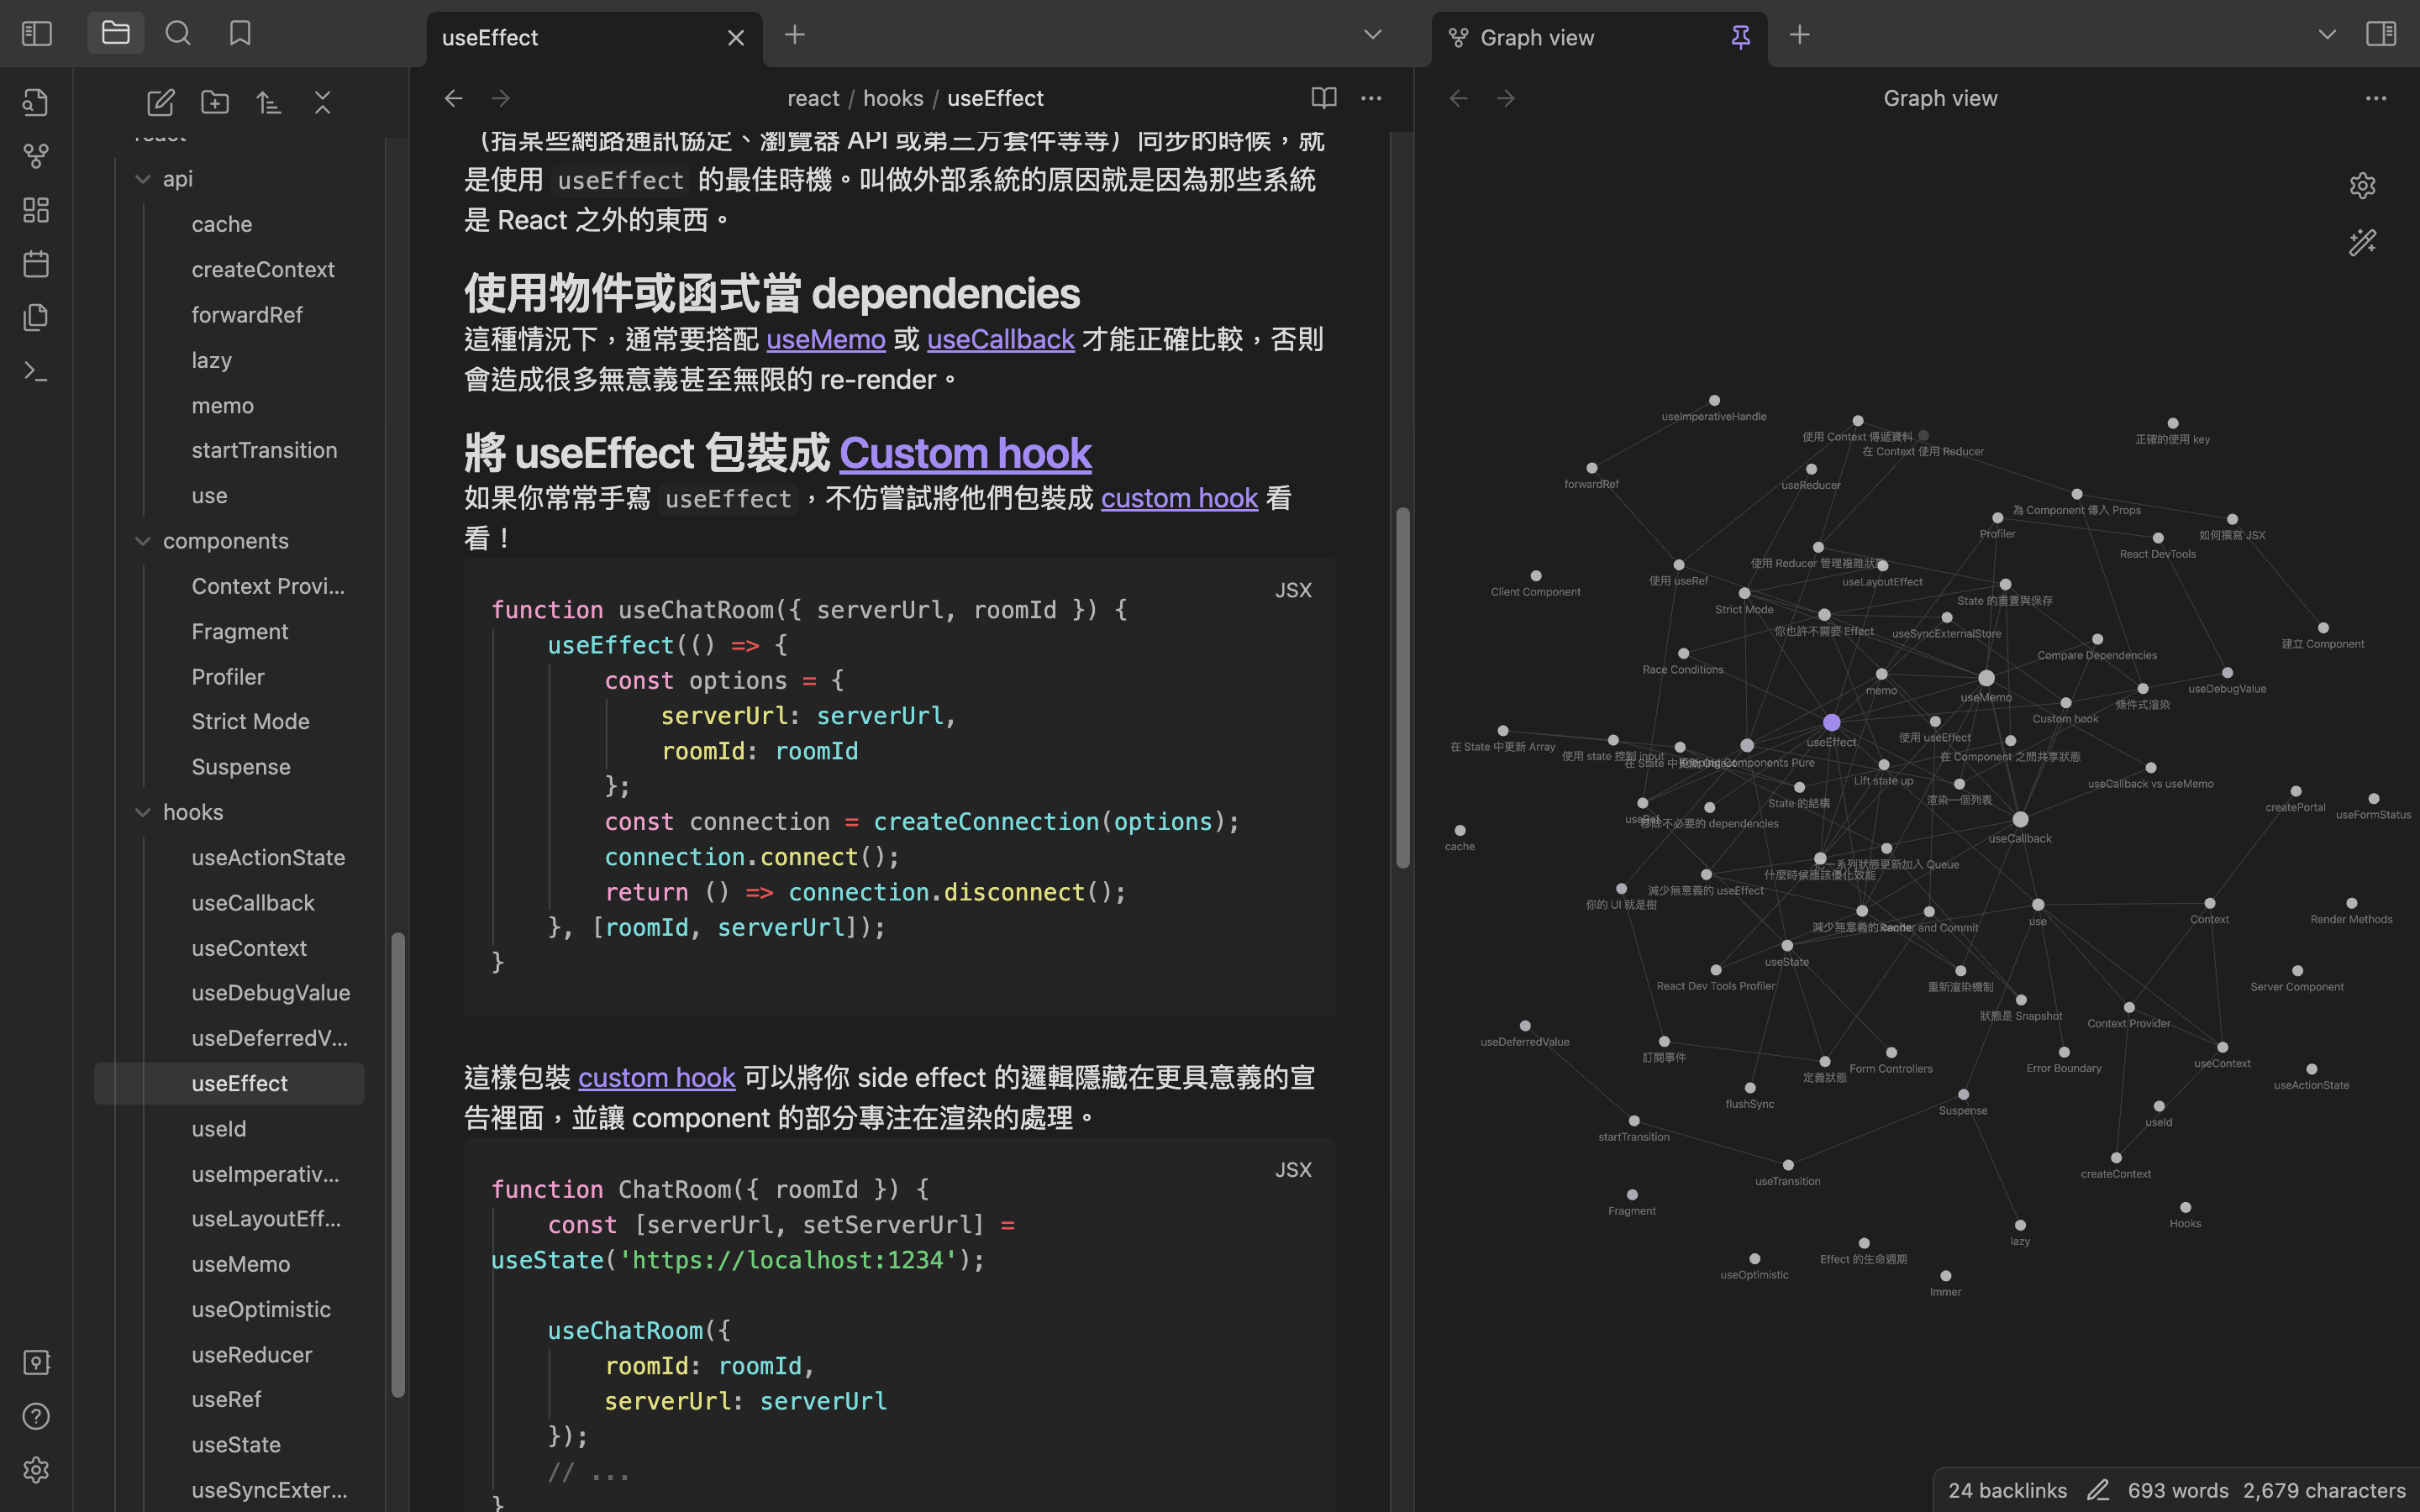 useEffect
Graph view
api
cache
createContext
forwardRef
lazy
memo
startTransition
use
components
Context Provi...
Fragment
Profiler
Strict Mode
Suspense
hooks
useActionState
useCallback
useContext
useDebugValue
useDeferredV...
useEffect
useId
useImperativ...
useLayoutEff...
useMemo
useOptimistic
useReducer
useRef
useState
useSyncExter...
react / hooks / useEffect
（指某些網路通訊協定、瀏覽器 API 或第三方套件等等）同步的時候，就
是使用 useEffect 的最佳時機。叫做外部系統的原因就是因為那些系統
是 React 之外的東西。
使用物件或函式當 dependencies
這種情況下，通常要搭配 useMemo 或 useCallback 才能正確比較，否則
會造成很多無意義甚至無限的 re-render。
將 useEffect 包裝成 Custom hook
如果你常常手寫 useEffect，不仿嘗試將他們包裝成 custom hook 看
看！
JSX
function useChatRoom({ serverUrl, roomId }) {
useEffect(() => {
const options = {
serverUrl: serverUrl,
roomId: roomId
};
const connection = createConnection(options);
connection.connect();
return () => connection.disconnect();
}, [roomId, serverUrl]);
}
這樣包裝 custom hook 可以將你 side effect 的邏輯隱藏在更具意義的宣
告裡面，並讓 component 的部分專注在渲染的處理。
JSX
function ChatRoom({ roomId }) {
const [serverUrl, setServerUrl] =
useState('https://localhost:1234');
useChatRoom({
roomId: roomId,
serverUrl: serverUrl
});
// ...
}
Graph view
useImperativeHandle
使用 Context 傳遞資料
在 Context 使用 Reducer
正確的使用 key
forwardRef
useReducer
為 Component 傳入 Props
Profiler
如何撰寫 JSX
React DevTools
使用 Reducer 管理複雜狀態
使用 useRef
useLayoutEffect
Client Component
Strict Mode
State 的重置與保存
你也許不需要 Effect
useSyncExternalStore
建立 Component
Compare Dependencies
Race Conditions
memo
useMemo
useDebugValue
條件式渲染
Custom hook
useEffect
使用 useEffect
在 State 中更新 Array
使用 state 控制 input
在 State 中更新 Object
Keeping Components Pure
在 Component 之間共享狀態
Lift state up
useCallback vs useMemo
State 的結構
渲染一個列表
createPortal
useFormStatus
useRef
移除不必要的 dependencies
useCallback
cache
把一系列狀態更新加入 Queue
什麼時候應該優化效能
減少無意義的 useEffect
你的 UI 就是樹
use
Context
Render Methods
減少無意義的
Render and Commit
useState
React Dev Tools Profiler
重新渲染機制
Server Component
狀態是 Snapshot
Context Provider
useDeferredValue
訂閱事件
定義狀態
Form Controllers
Error Boundary
useContext
useActionState
flushSync
Suspense
useId
startTransition
createContext
useTransition
Fragment
Hooks
lazy
Effect 的生命週期
useOptimistic
Immer
24 backlinks
693 words
2,679 characters